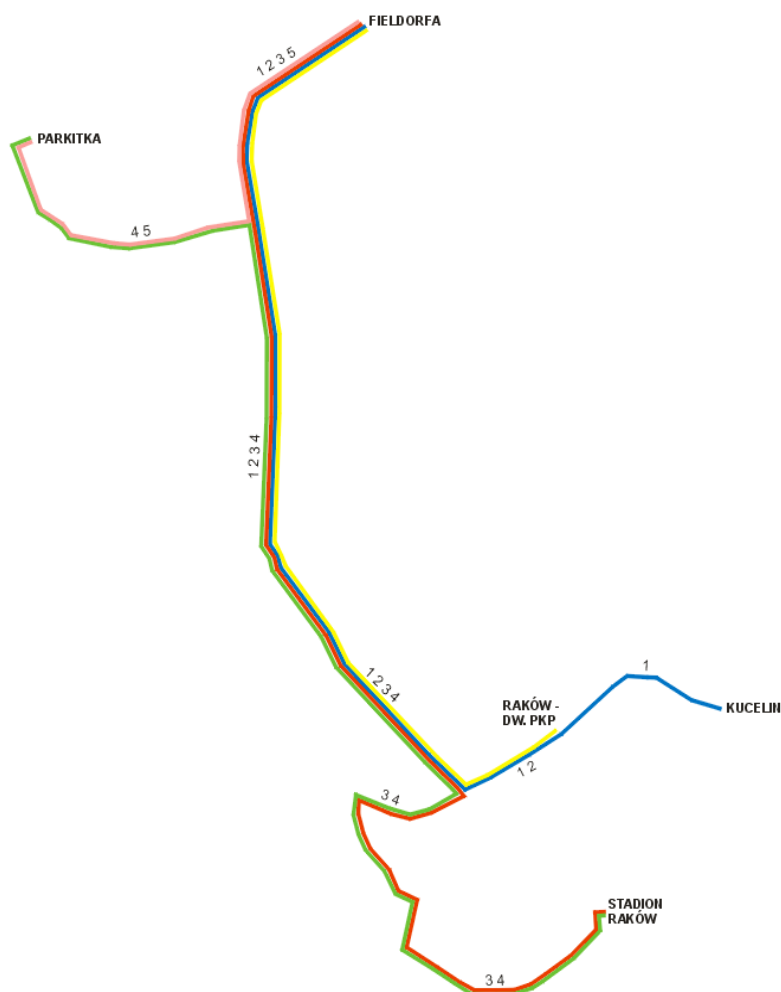 FIELDORFA
1 2 3 5
PARKITKA
4 5
1 2 3 4
1 2 3 4
1
RAKÓW -
DW. PKP
KUCELIN
1 2
3 4
STADION
RAKÓW
3 4